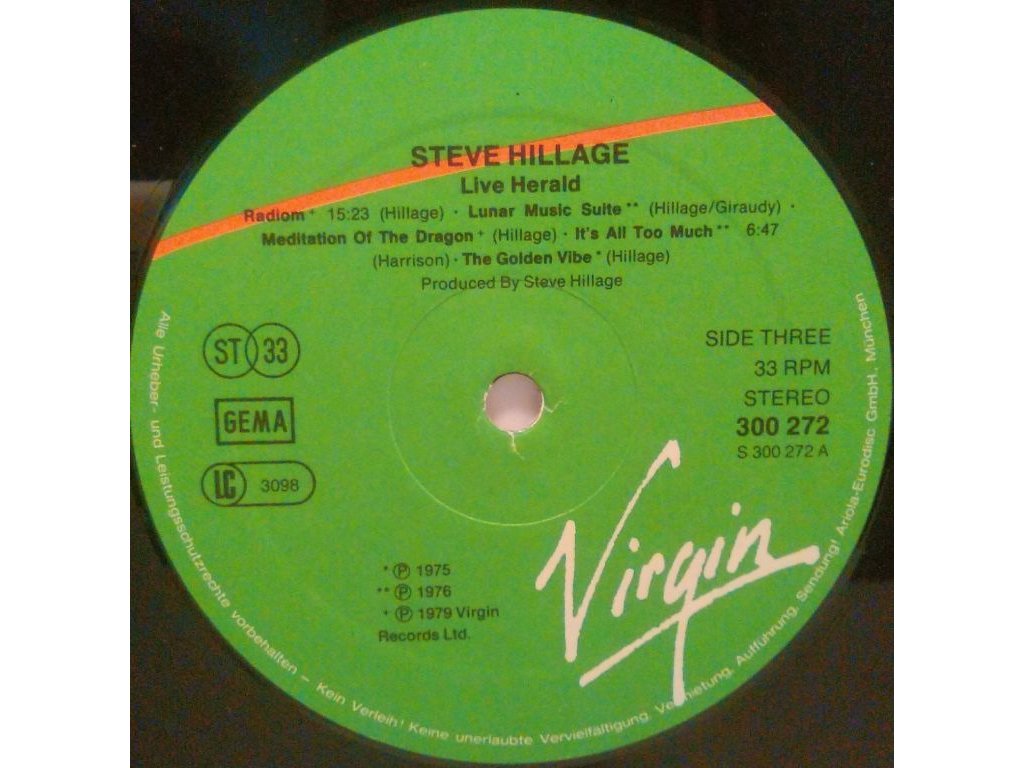 STEVE HILLAGE
Live Herald
Radiom+ 15:23 (Hillage) · Lunar Music Suite** (Hillage/Giraudy) ·
Meditation Of The Dragon+ (Hillage) · It's All Too Much** 6:47
(Harrison) · The Golden Vibe* (Hillage)
Produced By Steve Hillage
ST 33
GEMA
LC 3098
SIDE THREE
33 RPM
STEREO
300 272
S 300 272 A
* ℗ 1975
** ℗ 1976
+ ℗ 1979 Virgin
Records Ltd.
Virgin
Alle Urheber- und Leistungsschutzrechte vorbehalten – Kein Verleih! Keine unerlaubte Vervielfältigung, Vermietung, Aufführung, Sendung! Ariola-Eurodisc GmbH, München